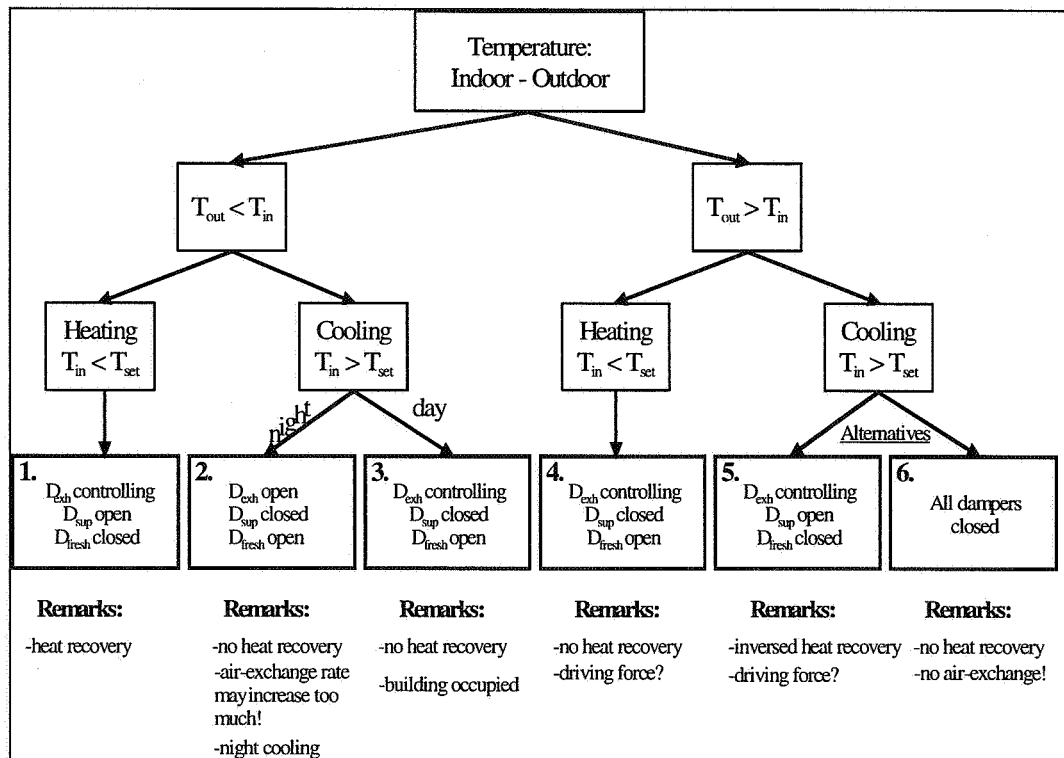 Temperature:
Indoor - Outdoor
T_out < T_in
T_out > T_in
Heating
T_in < T_set
Cooling
T_in > T_set
Heating
T_in < T_set
Cooling
T_in > T_set
night
day
Alternatives
1.
D_exh controlling
D_sup open
D_fresh closed
2.
D_exh open
D_sup closed
D_fresh open
3.
D_exh controlling
D_sup closed
D_fresh open
4.
D_exh controlling
D_sup closed
D_fresh open
5.
D_exh controlling
D_sup open
D_fresh closed
6.
All dampers
closed
Remarks:
-heat recovery
Remarks:
-no heat recovery
-air-exchange rate
may increase too
much!
-night cooling
Remarks:
-no heat recovery
-building occupied
Remarks:
-no heat recovery
-driving force?
Remarks:
-inversed heat recovery
-driving force?
Remarks:
-no heat recovery
-no air-exchange!